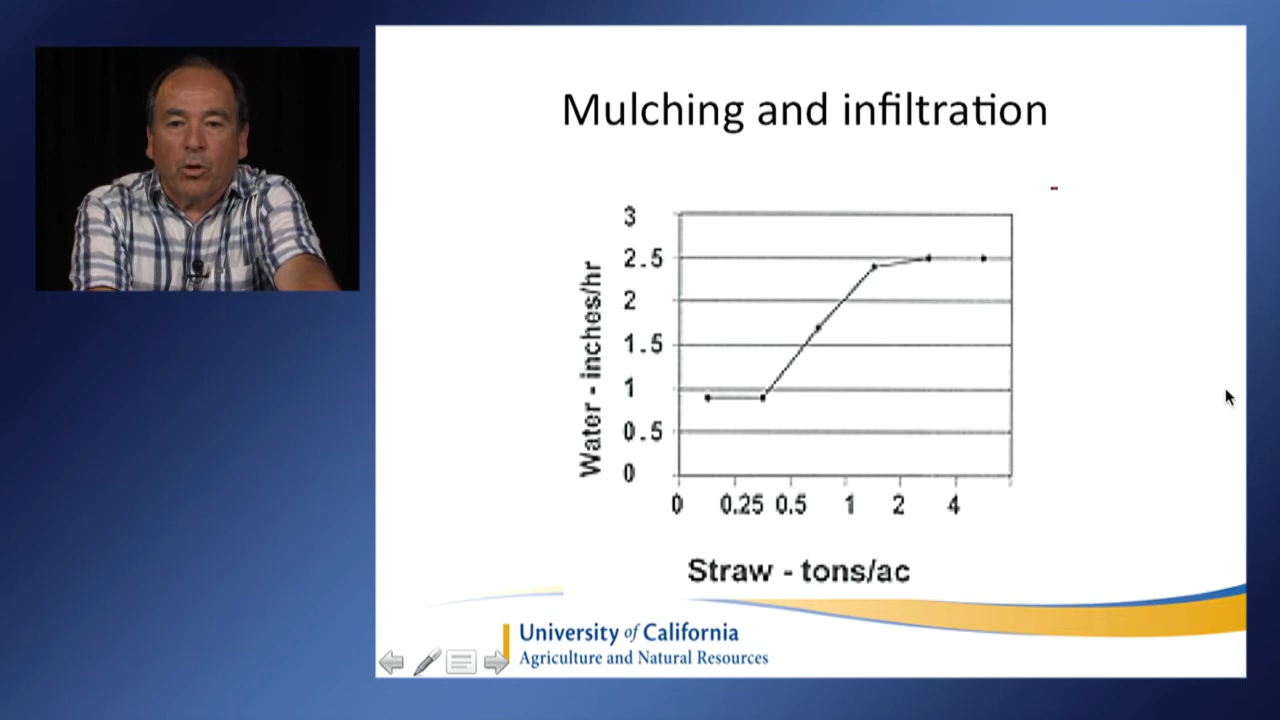 Mulching and infiltration
Water - inches/hr
3
2.5
2
1.5
1
0.5
0
0 0.25 0.5 1 2 4
Straw - tons/ac
University of California
Agriculture and Natural Resources